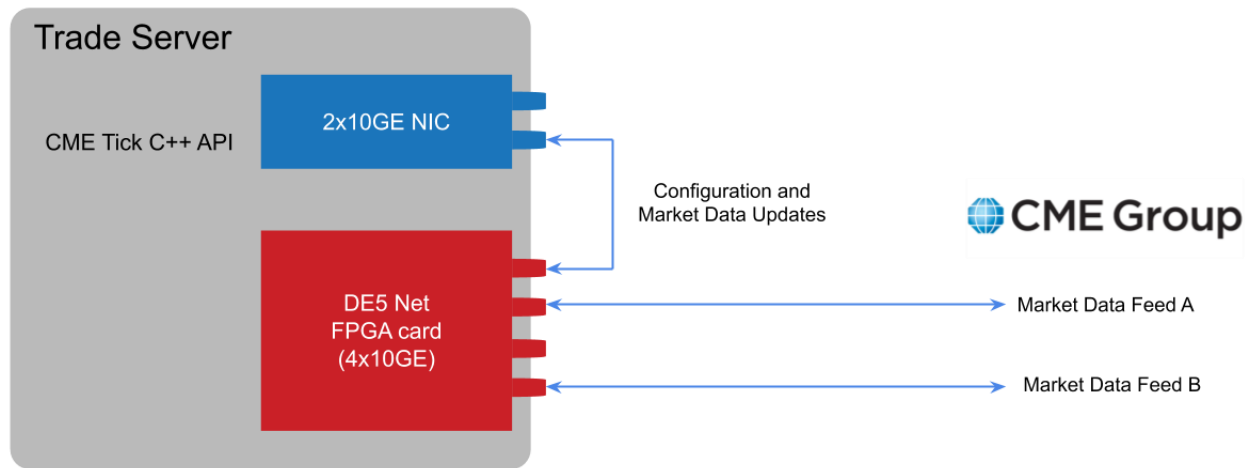 Trade Server
2x10GE NIC
CME Tick C++ API
Configuration and
Market Data Updates
CME Group
DE5 Net
FPGA card
(4x10GE)
Market Data Feed A
Market Data Feed B